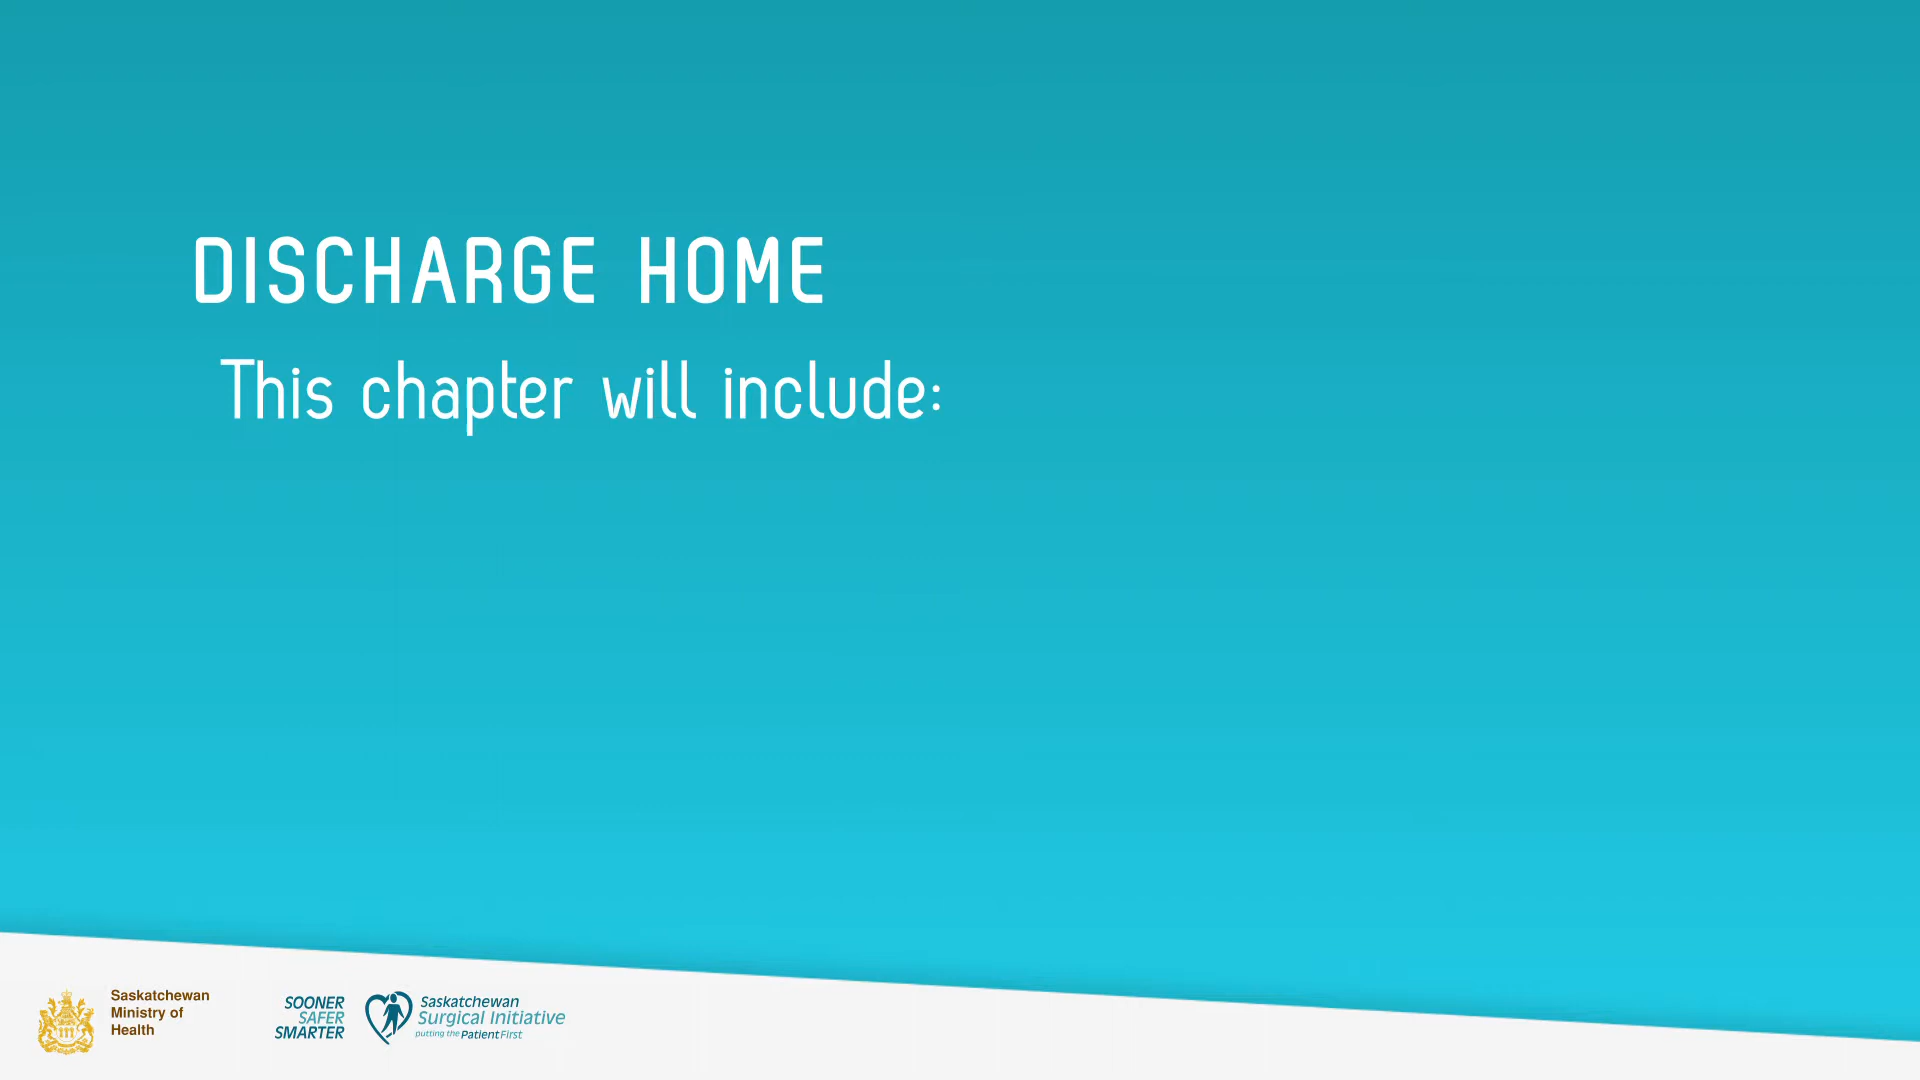 DISCHARGE HOME
This chapter will include:
Saskatchewan
Ministry of
Health
SOONER
SAFER
SMARTER
Saskatchewan
Surgical Initiative
putting the Patient First